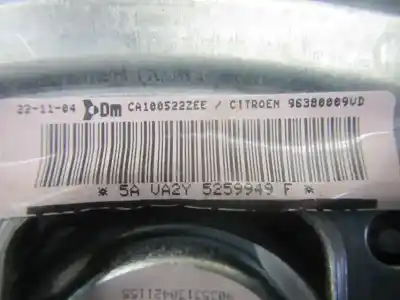 22-11-04 Dm CA100522ZEE / CITROEN 96380009VD
* 5A VA2Y 5259949 F *